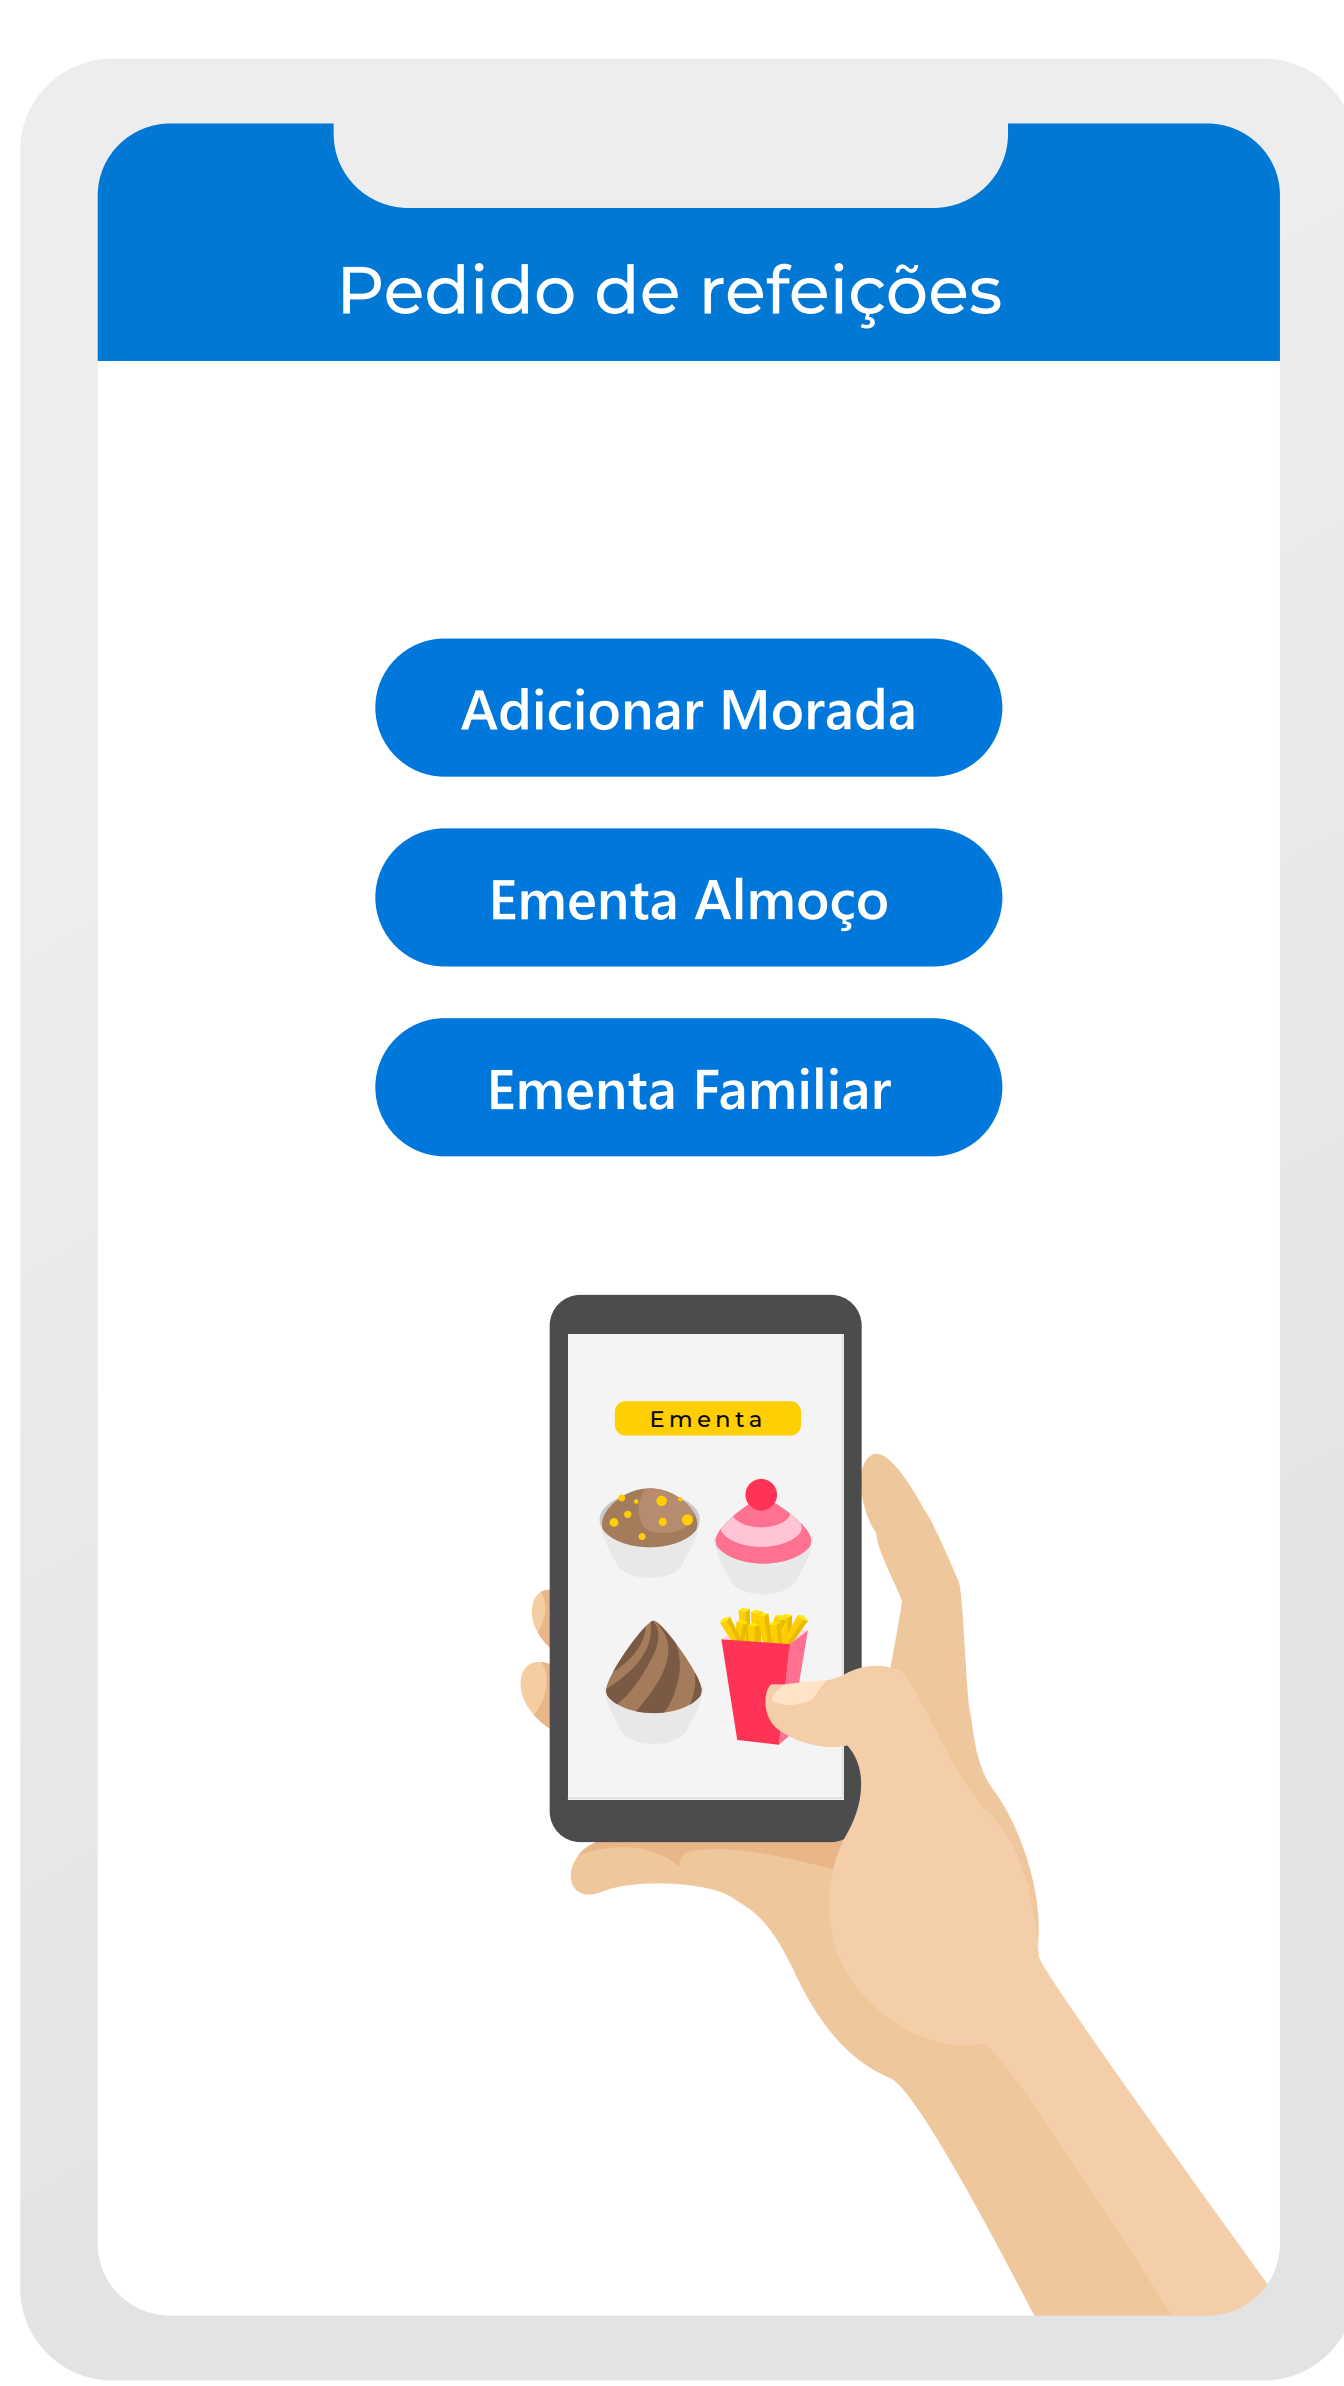 Pedido de refeições
Adicionar Morada
Ementa Almoço
Ementa Familiar
Ementa